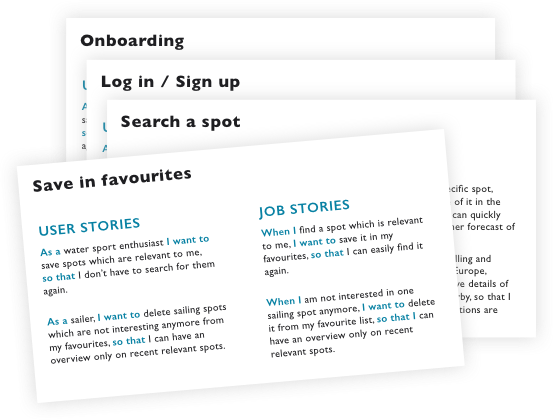 Onboarding
Log in / Sign up
Search a spot
Save in favourites
USER STORIES
As a water sport enthusiast I want to
save spots which are relevant to me,
so that I don't have to search for them
again.
As a sailer, I want to delete sailing spots
which are not interesting anymore from
my favourites, so that I can have an
overview only on recent relevant spots.
JOB STORIES
When I find a spot which is relevant
to me, I want to save it in my
favourites, so that I can easily find it
again.
When I am not interested in one
sailing spot anymore, I want to delete
it from my favourite list, so that I can
have an overview only on recent
relevant spots.
spot,
of it in the
can quickly
forecast of
and
Europe,
details of
so that I
are